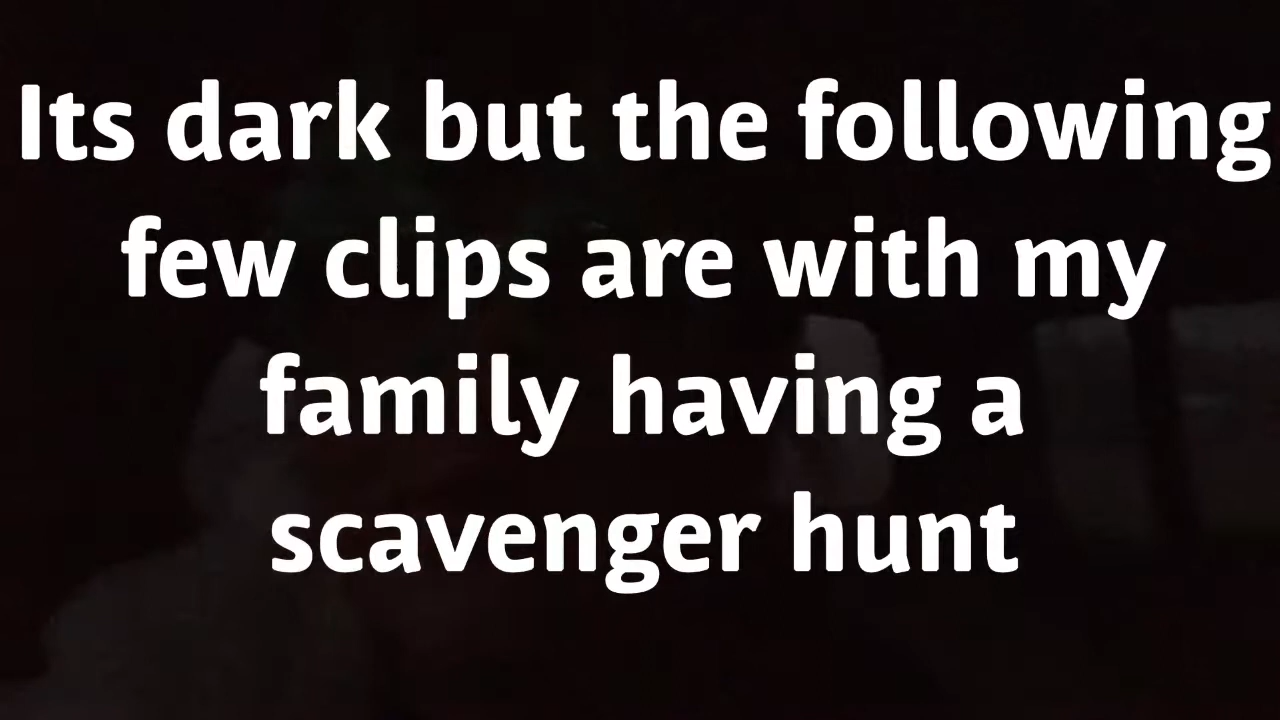 Its dark but the following
few clips are with my
family having a
scavenger hunt